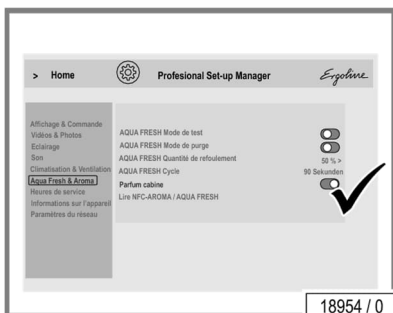 > Home
Profesional Set-up Manager
Ergoline
Affichage & Commande
Vidéos & Photos
Eclairage
Son
Climatisation & Ventilation
Aqua Fresh & Aroma
Heures de service
Informations sur l'appareil
Paramètres du réseau
AQUA FRESH Mode de test
AQUA FRESH Mode de purge
AQUA FRESH Quantité de refoulement
50 % >
AQUA FRESH Cycle
90 Sekunden
Parfum cabine
Lire NFC-AROMA / AQUA FRESH
18954 / 0